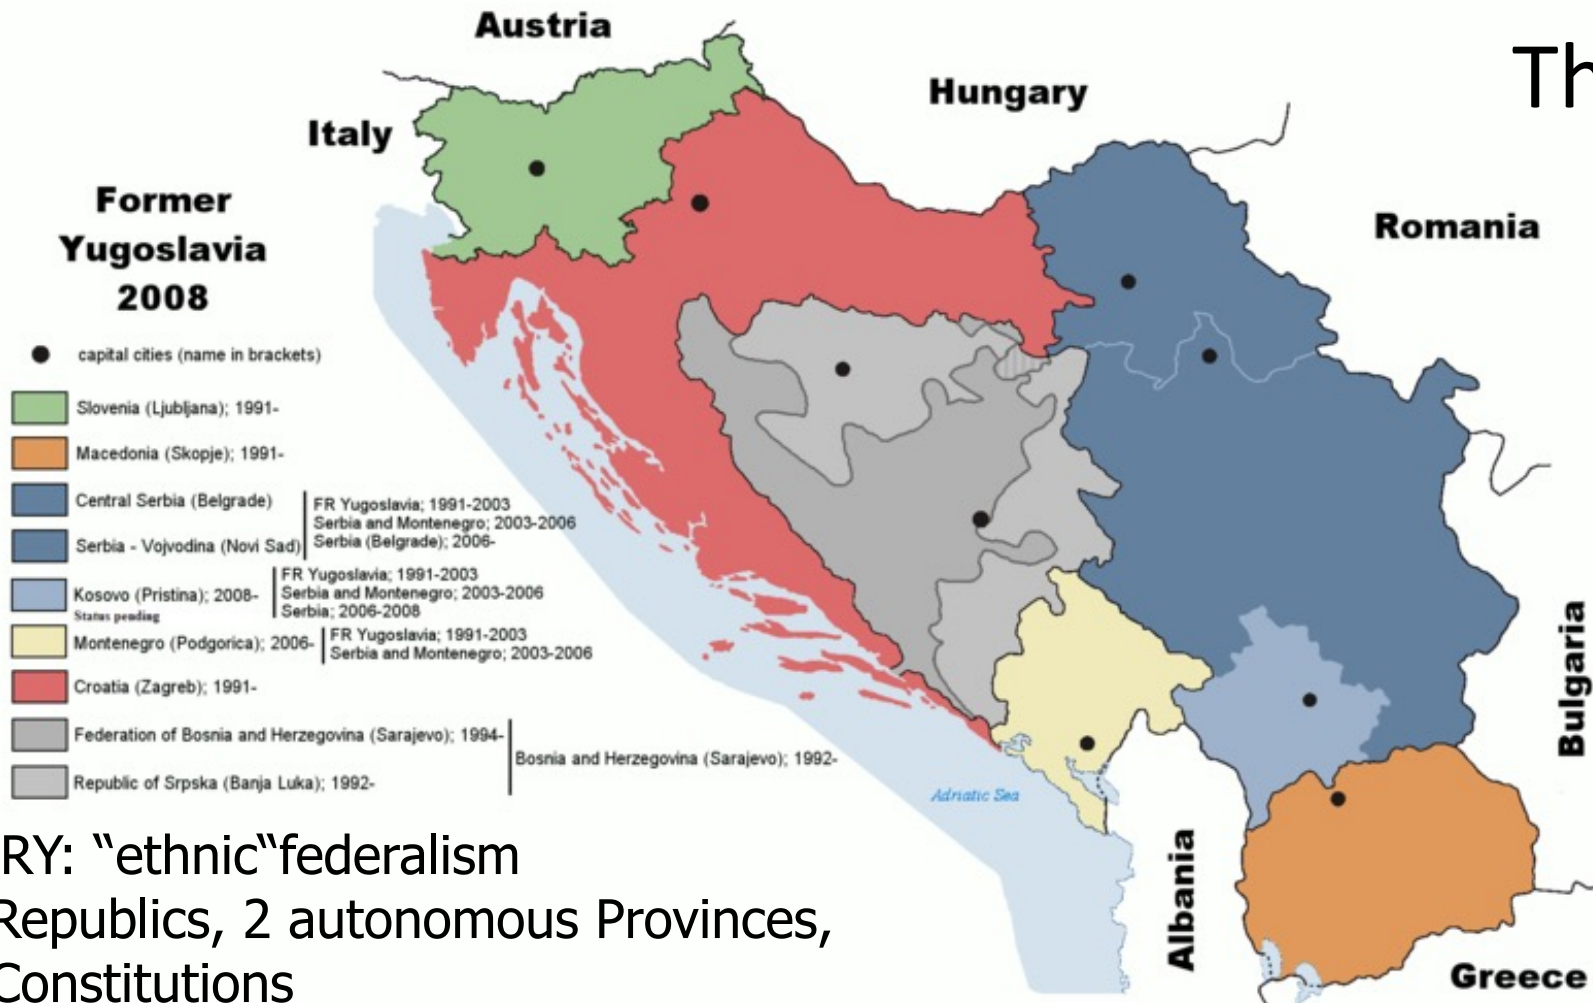 Th
Austria
Hungary
Italy
Romania
Former
Yugoslavia
2008
capital cities (name in brackets)
Slovenia (Ljubljana); 1991-
Macedonia (Skopje); 1991-
Central Serbia (Belgrade)
Serbia - Vojvodina (Novi Sad)
FR Yugoslavia; 1991-2003
Serbia and Montenegro; 2003-2006
Serbia (Belgrade); 2006-
Kosovo (Pristina); 2008-
Status pending
FR Yugoslavia; 1991-2003
Serbia and Montenegro; 2003-2006
Serbia; 2006-2008
Montenegro (Podgorica); 2006-
FR Yugoslavia; 1991-2003
Serbia and Montenegro; 2003-2006
Croatia (Zagreb); 1991-
Federation of Bosnia and Herzegovina (Sarajevo); 1994-
Republic of Srpska (Banja Luka); 1992-
Bosnia and Herzegovina (Sarajevo); 1992-
Adriatic Sea
Bulgaria
Albania
Greece
RY: “ethnic“federalism
Republics, 2 autonomous Provinces,
Constitutions